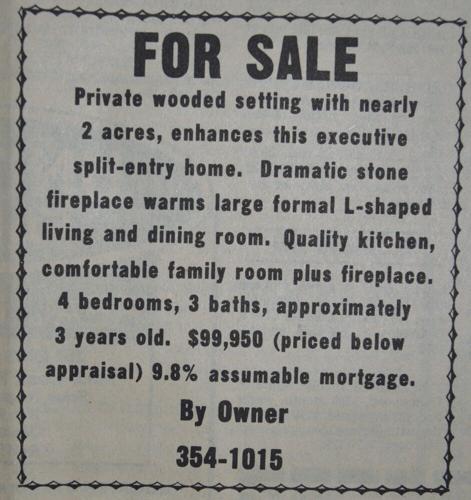 FOR SALE
Private wooded setting with nearly
2 acres, enhances this executive
split-entry home. Dramatic stone
fireplace warms large formal L-shaped
living and dining room. Quality kitchen,
comfortable family room plus fireplace.
4 bedrooms, 3 baths, approximately
3 years old. $99,950 (priced below
appraisal) 9.8% assumable mortgage.
By Owner
354-1015